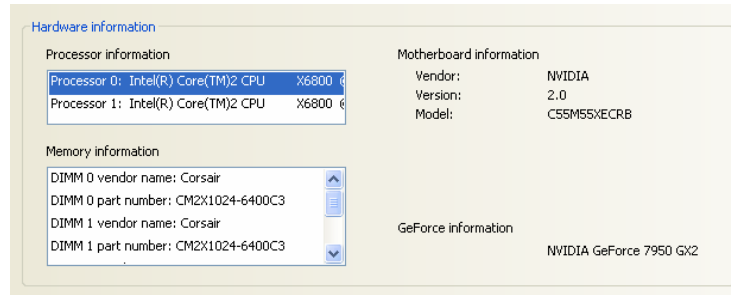 Hardware information
Processor information
Processor 0: Intel(R) Core(TM)2 CPU X6800 @
Processor 1: Intel(R) Core(TM)2 CPU X6800 @
Memory information
DIMM 0 vendor name: Corsair
DIMM 0 part number: CM2X1024-6400C3
DIMM 1 vendor name: Corsair
DIMM 1 part number: CM2X1024-6400C3
Motherboard information
Vendor: NVIDIA
Version: 2.0
Model: C55M55XECRB
GeForce information
NVIDIA GeForce 7950 GX2